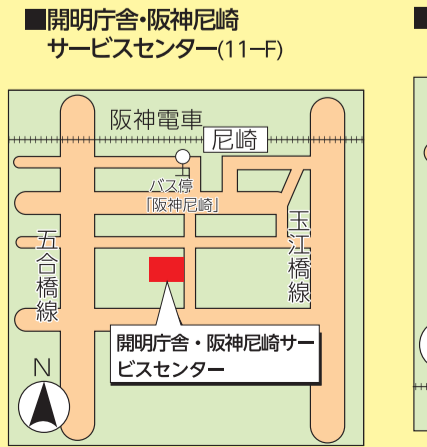 ■開明庁舎・阪神尼崎
サービスセンター(11−F)
阪神電車
尼崎
バス停
「阪神尼崎」
五合橋線
玉江橋線
開明庁舎・阪神尼崎サー
ビスセンター
N